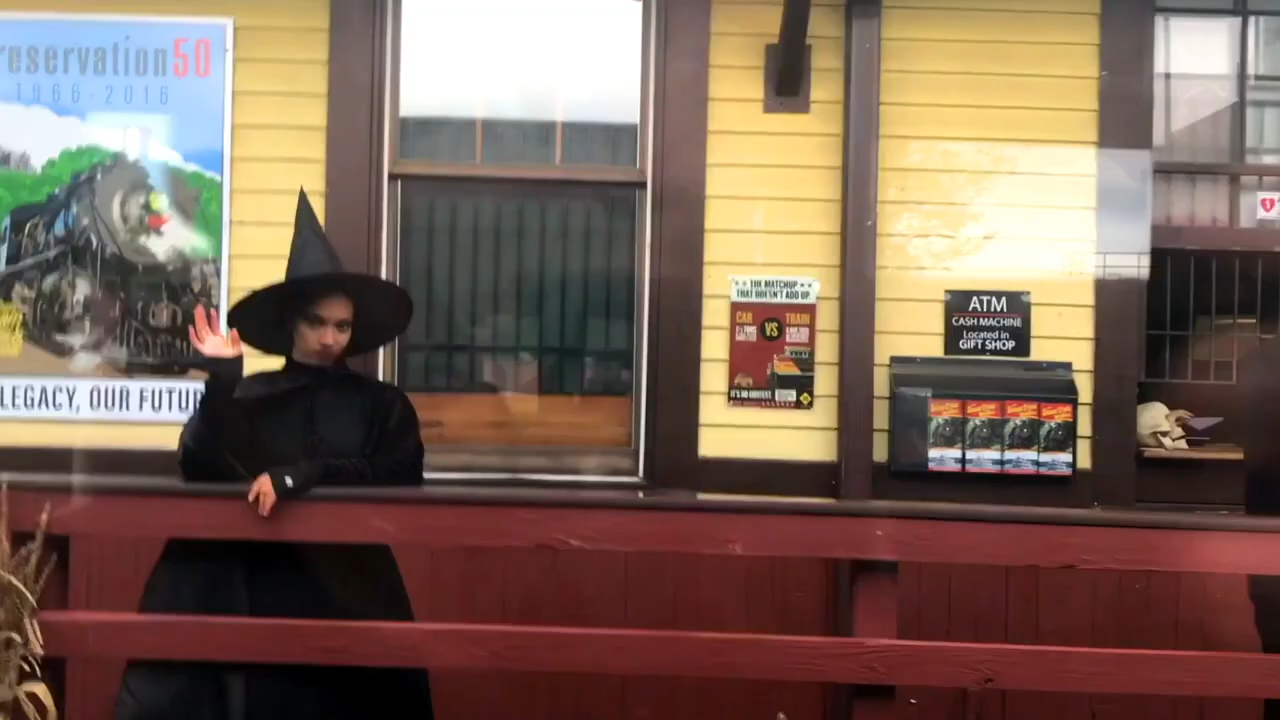 reservation50
1966-2016
LEGACY, OUR FUTUR
THE MATCHUP
THAT DOESN'T ADD UP.
CAR
VS
TRAIN
IT'S NO CONTEST.
ATM
CASH MACHINE
Located in
GIFT SHOP